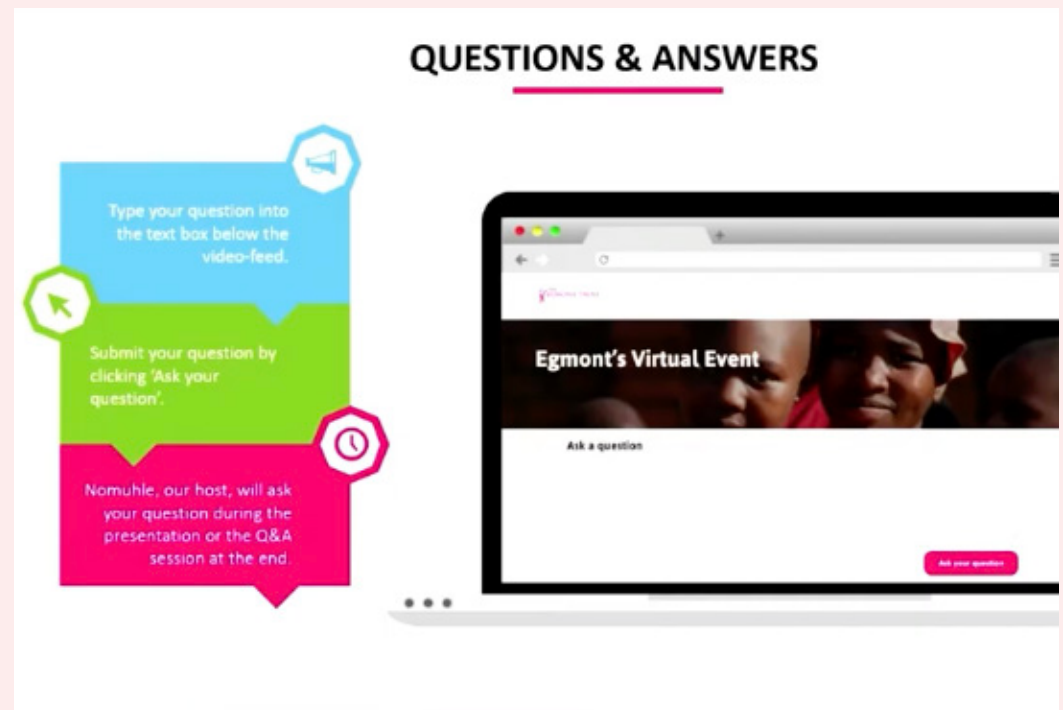 QUESTIONS & ANSWERS
Type your question into
the text box below the
video-feed.
Submit your question by
clicking 'Ask your
question'.
Nomuhle, our host, will ask
your question during the
presentation or the Q&A
session at the end.
Egmont's Virtual Event
Ask a question
Ask your question